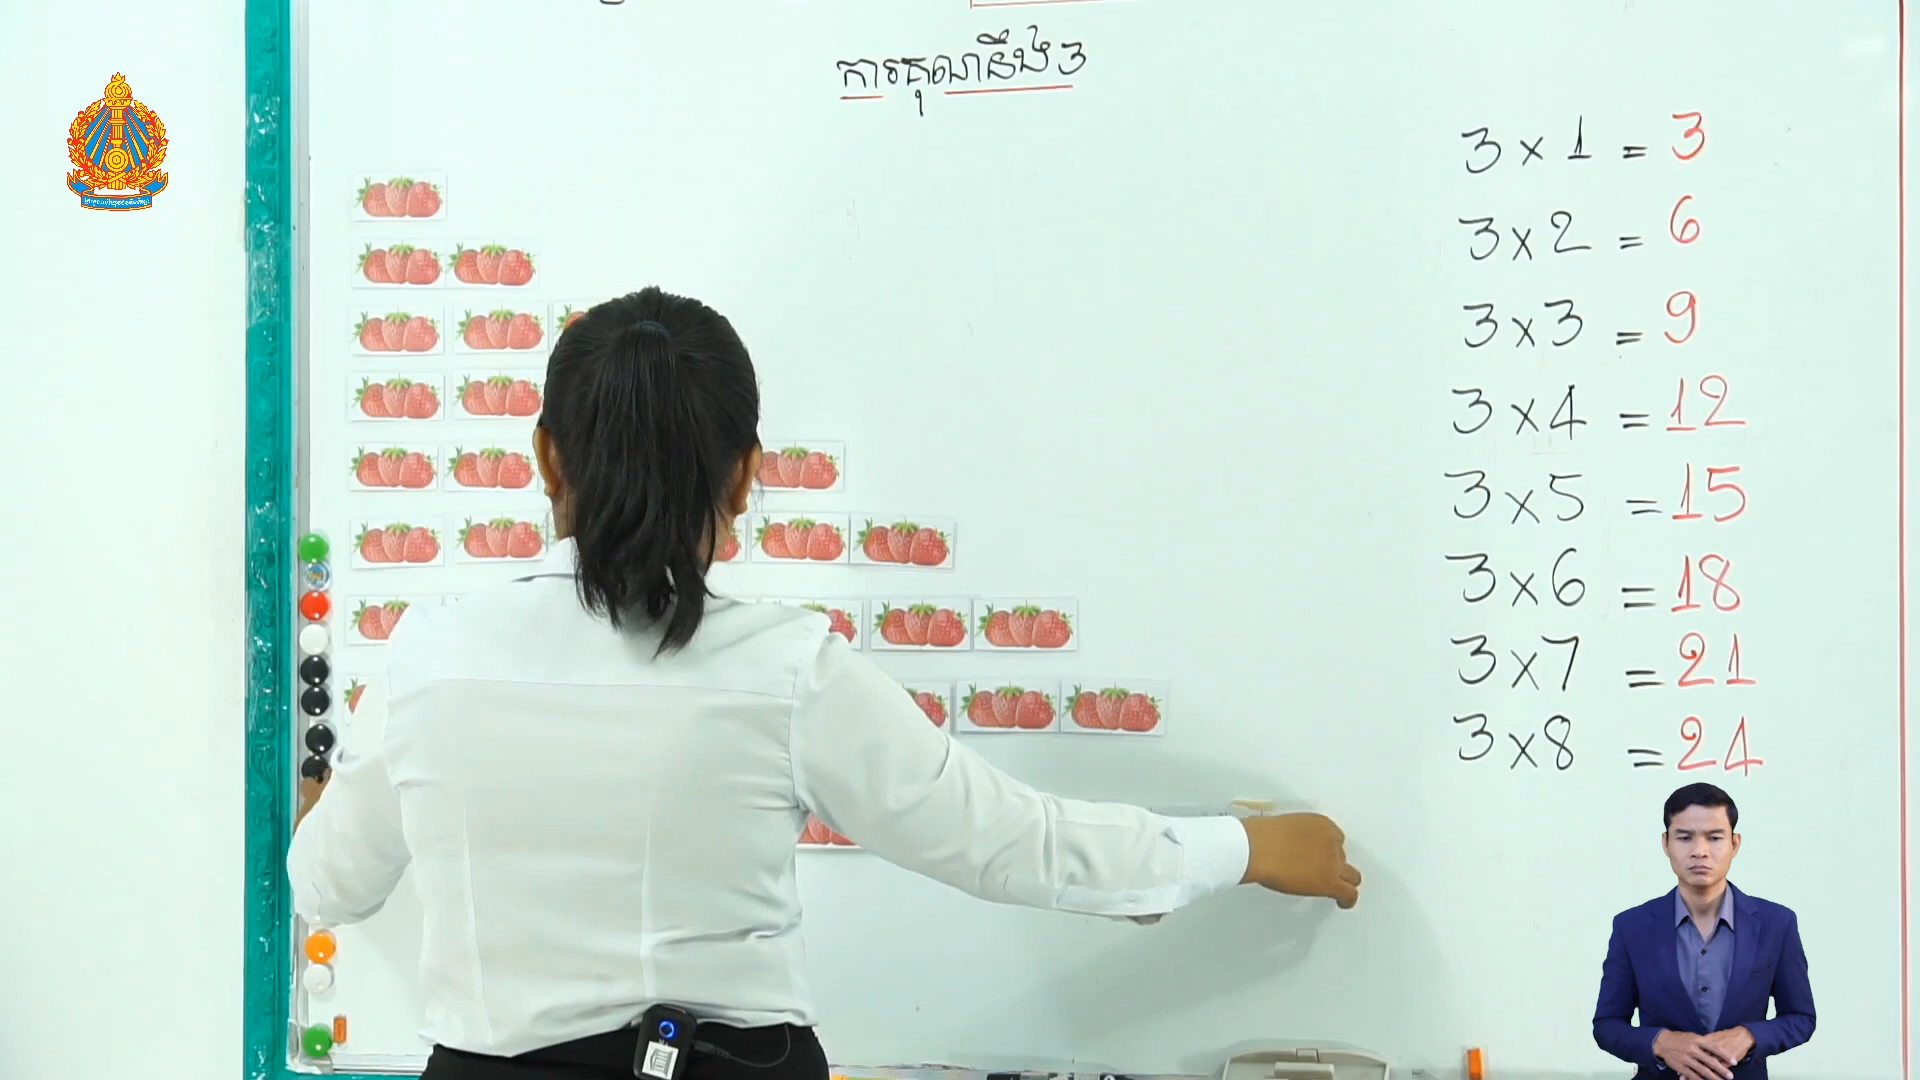 ការគុណនឹង 3
3 × 1 = 3
3 × 2 = 6
3 × 3 = 9
3 × 4 = 12
3 × 5 = 15
3 × 6 = 18
3 × 7 = 21
3 × 8 = 24